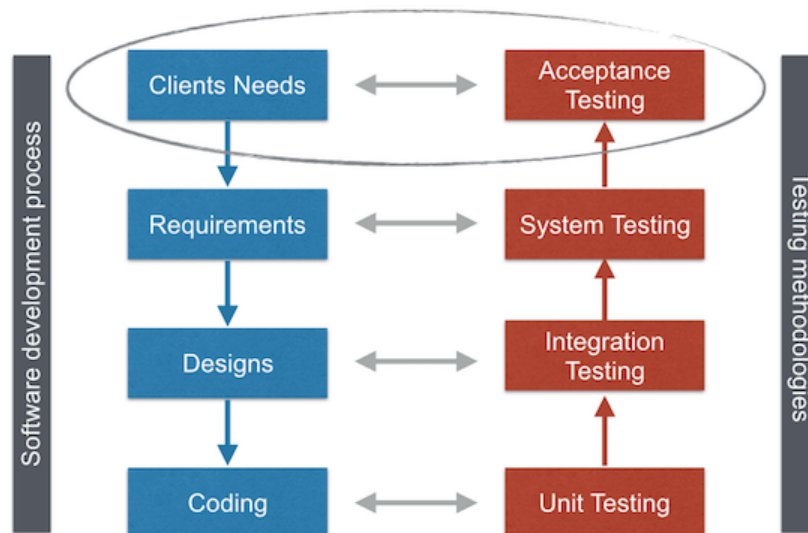 Software development process
Clients Needs
Acceptance
Testing
Requirements
System Testing
Designs
Integration
Testing
Coding
Unit Testing
Testing methodologies